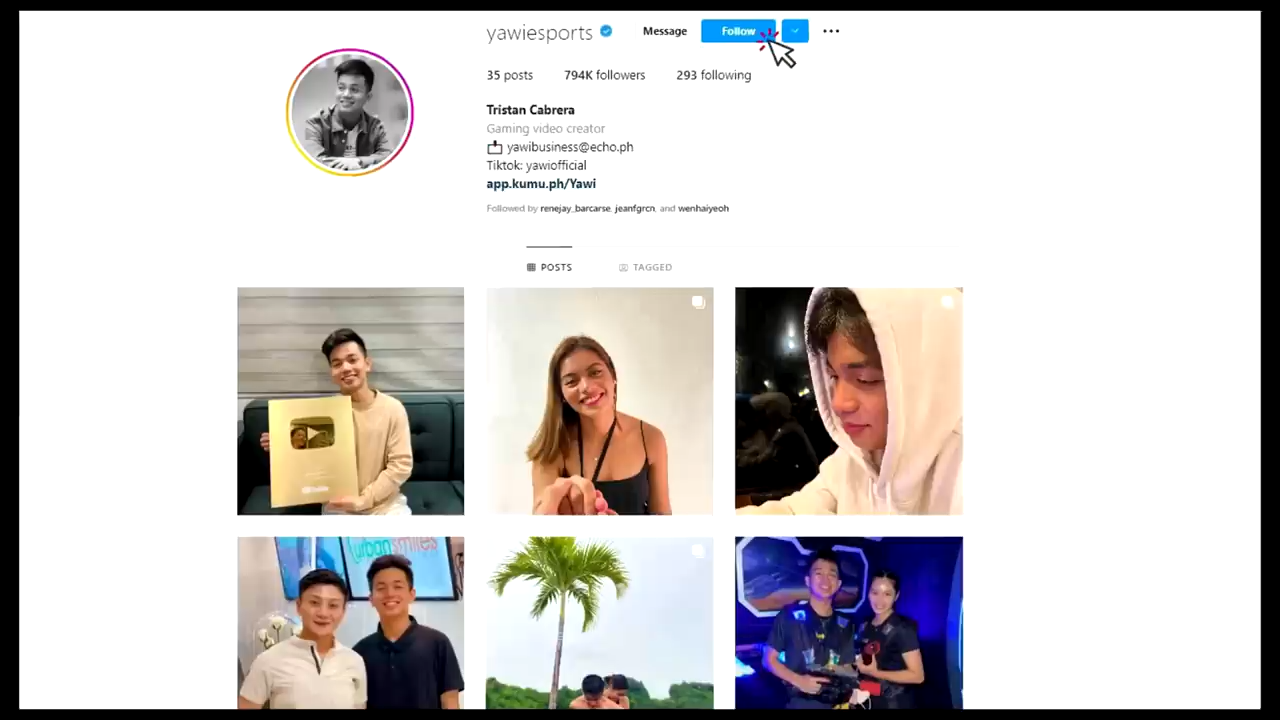 yawiesports Message Follow
35 posts 794K followers 293 following
Tristan Cabrera
Gaming video creator
yawibusiness@echo.ph
Tiktok: yawiofficial
app.kumu.ph/Yawi
Followed by renejay_barcarse, jeanfgrcn, and wenhaiyeoh
POSTS TAGGED
urbansmiles